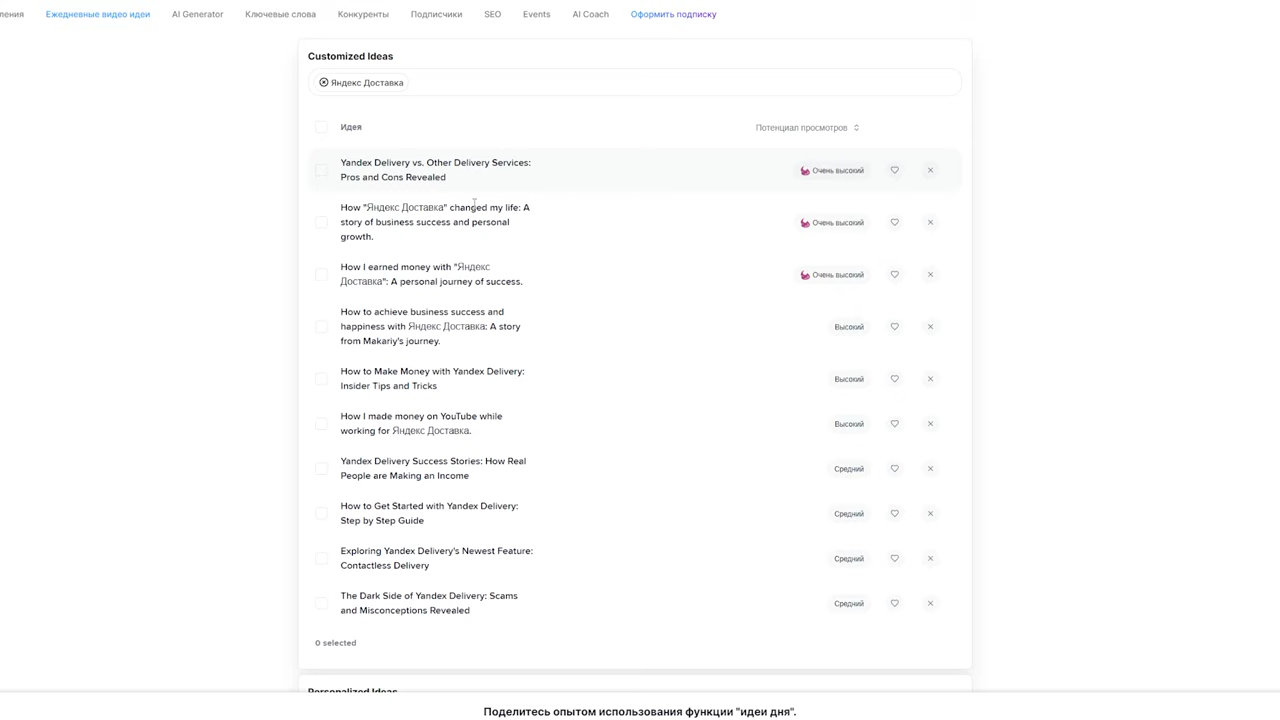 ления Ежедневные видео идеи AI Generator Ключевые слова Конкуренты Подписчики SEO Events AI Coach Оформить подписку
Customized Ideas
Яндекс Доставка
Идея Потенциал просмотров
Yandex Delivery vs. Other Delivery Services:
Pros and Cons Revealed
Очень высокий
How "Яндекс Доставка" changed my life: A
story of business success and personal
growth.
Очень высокий
How I earned money with "Яндекс
Доставка": A personal journey of success.
Очень высокий
How to achieve business success and
happiness with Яндекс Доставка: A story
from Makariy's journey.
Высокий
How to Make Money with Yandex Delivery:
Insider Tips and Tricks
Высокий
How I made money on YouTube while
working for Яндекс Доставка.
Высокий
Yandex Delivery Success Stories: How Real
People are Making an Income
Средний
How to Get Started with Yandex Delivery:
Step by Step Guide
Средний
Exploring Yandex Delivery's Newest Feature:
Contactless Delivery
Средний
The Dark Side of Yandex Delivery: Scams
and Misconceptions Revealed
Средний
0 selected
Personalized Ideas
Поделитесь опытом использования функции "идеи дня".